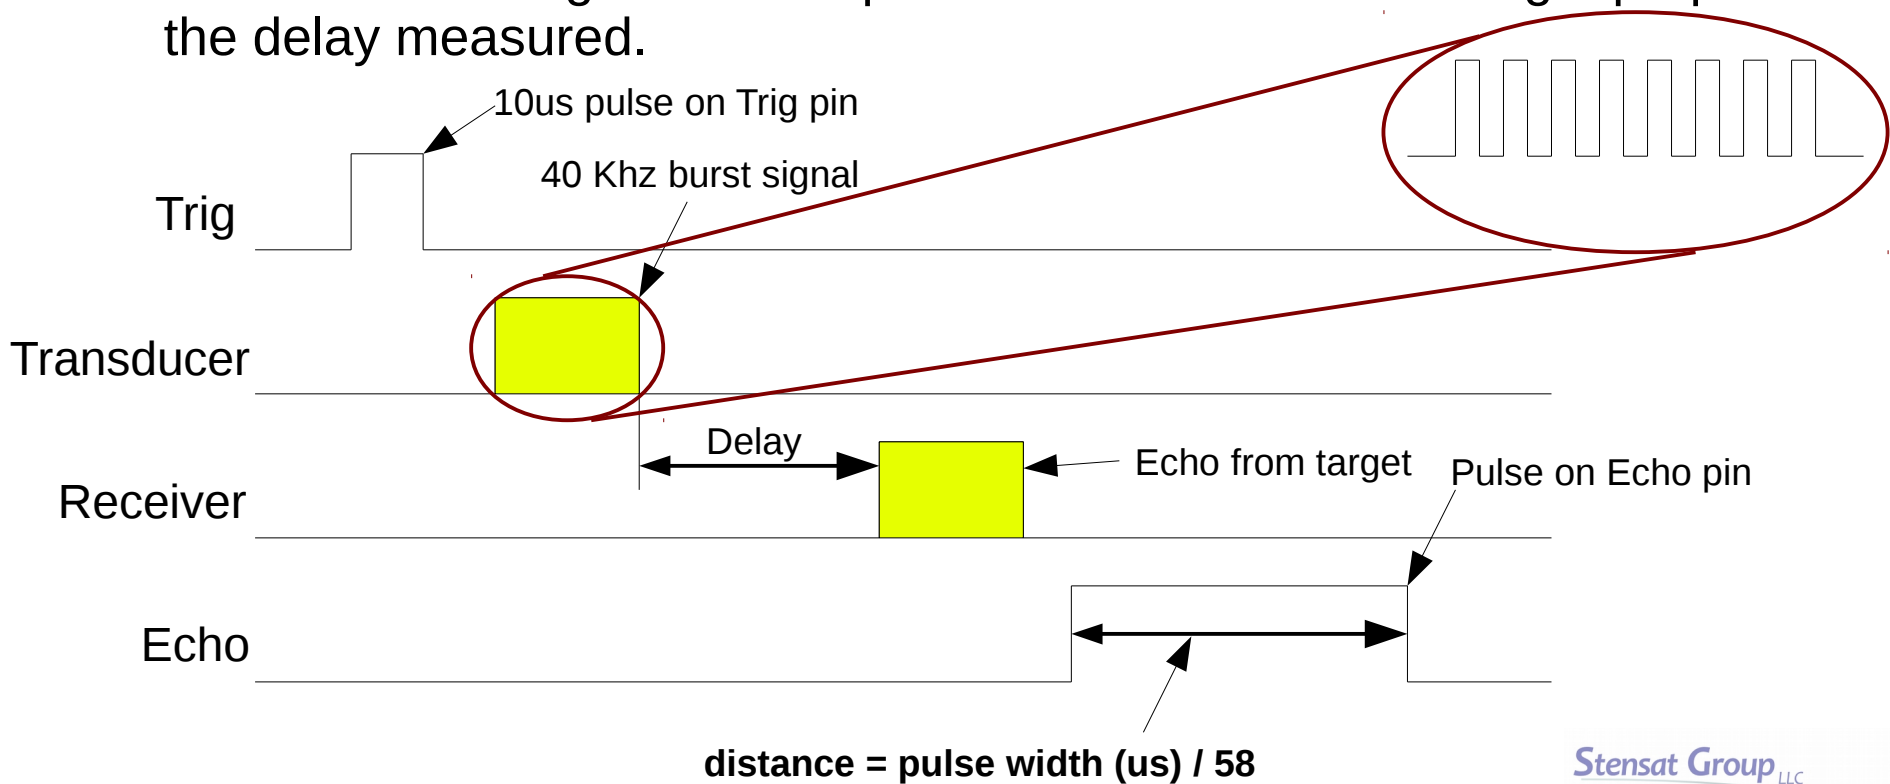 the delay measured.
10us pulse on Trig pin
40 Khz burst signal
Trig
Transducer
Delay
Echo from target
Pulse on Echo pin
Receiver
Echo
distance = pulse width (us) / 58
Stensat Group LLC